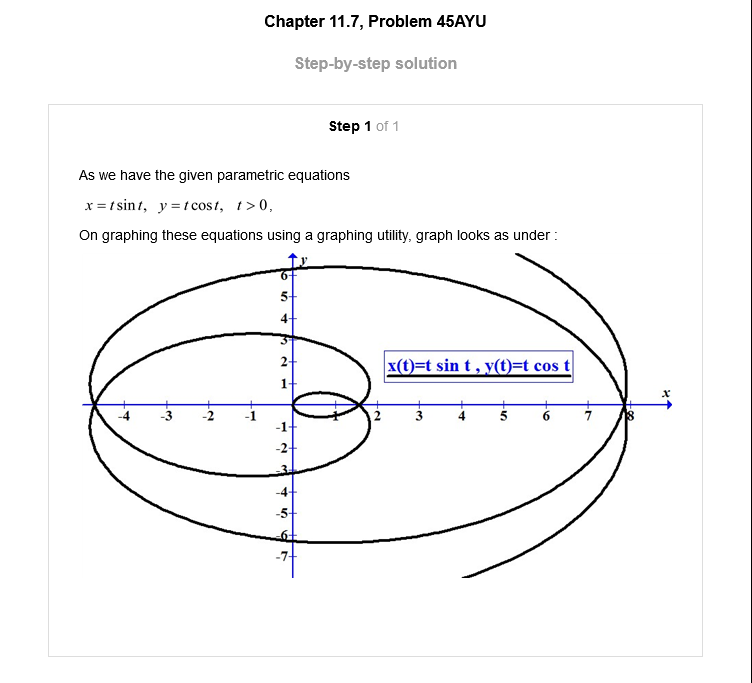 Chapter 11.7, Problem 45AYU
Step-by-step solution
Step 1 of 1
As we have the given parametric equations
x = t sin t, y = t cos t, t > 0,
On graphing these equations using a graphing utility, graph looks as under :
y
6
5
4
3
2
1
x(t)=t sin t , y(t)=t cos t
x
-4 -3 -2 -1 1 2 3 4 5 6 7 8
-1
-2
-3
-4
-5
-6
-7